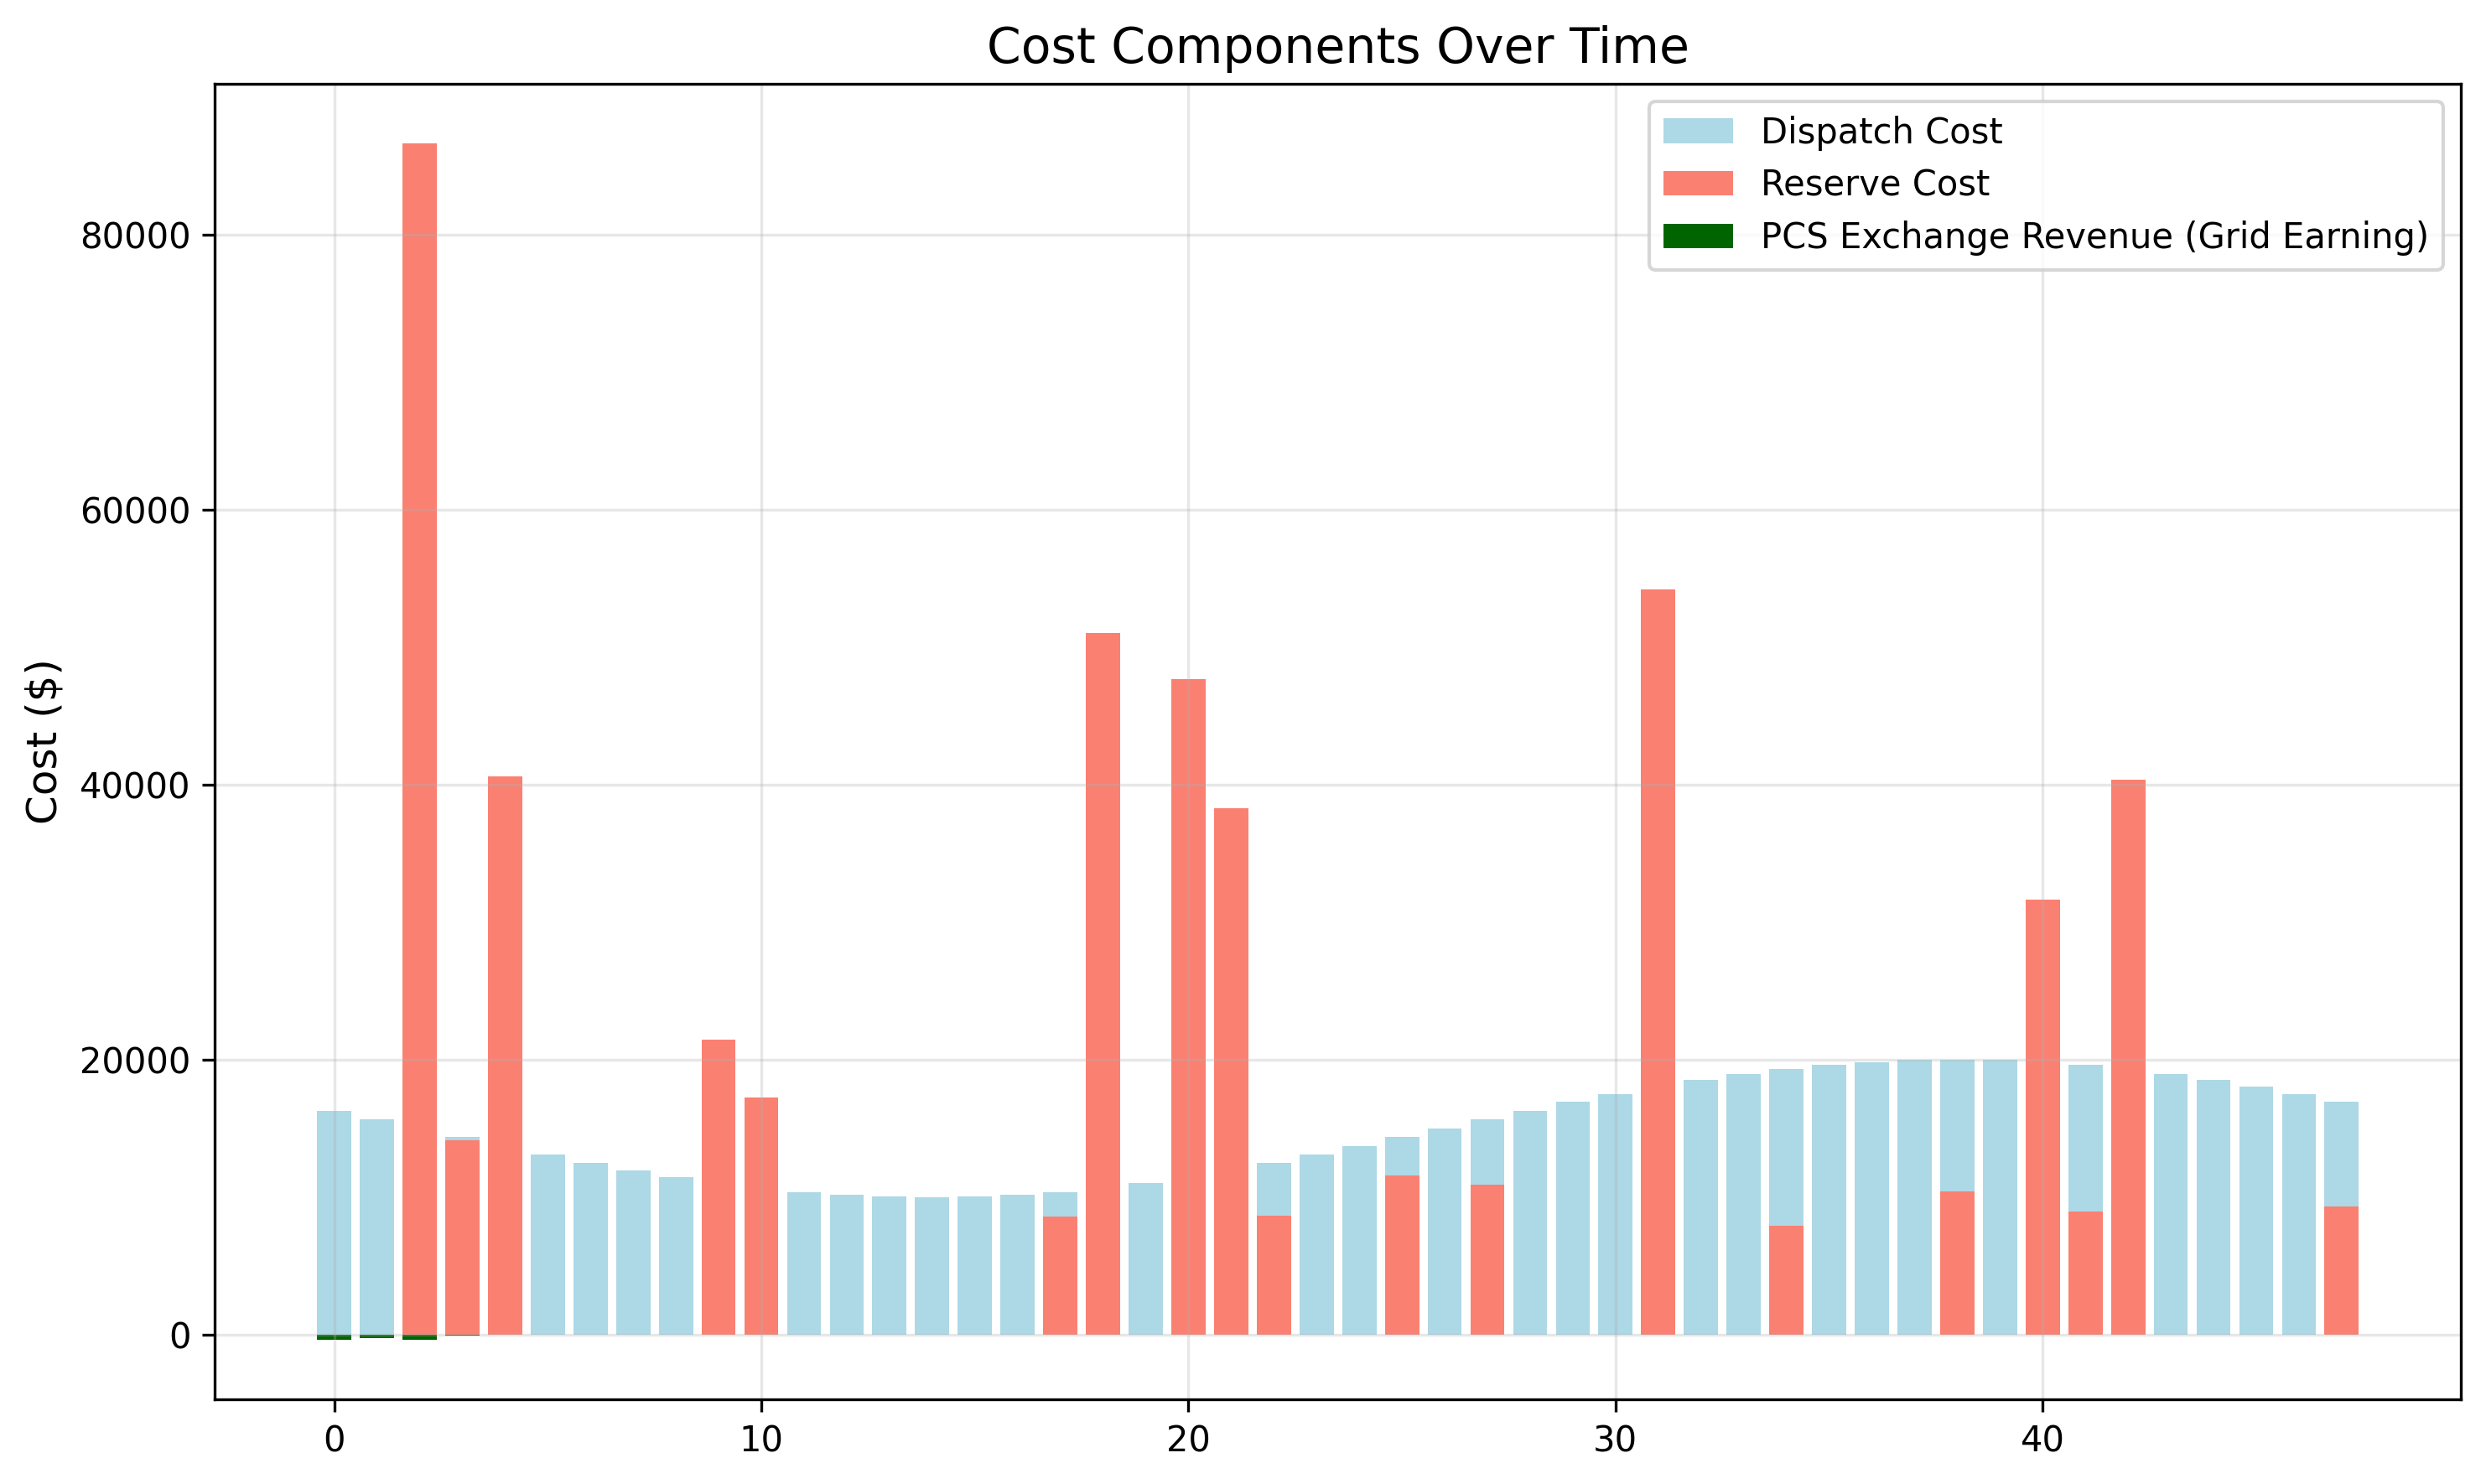 Cost Components Over Time
Dispatch Cost
Reserve Cost
PCS Exchange Revenue (Grid Earning)
Cost ($)
80000
60000
40000
20000
0
0 10 20 30 40